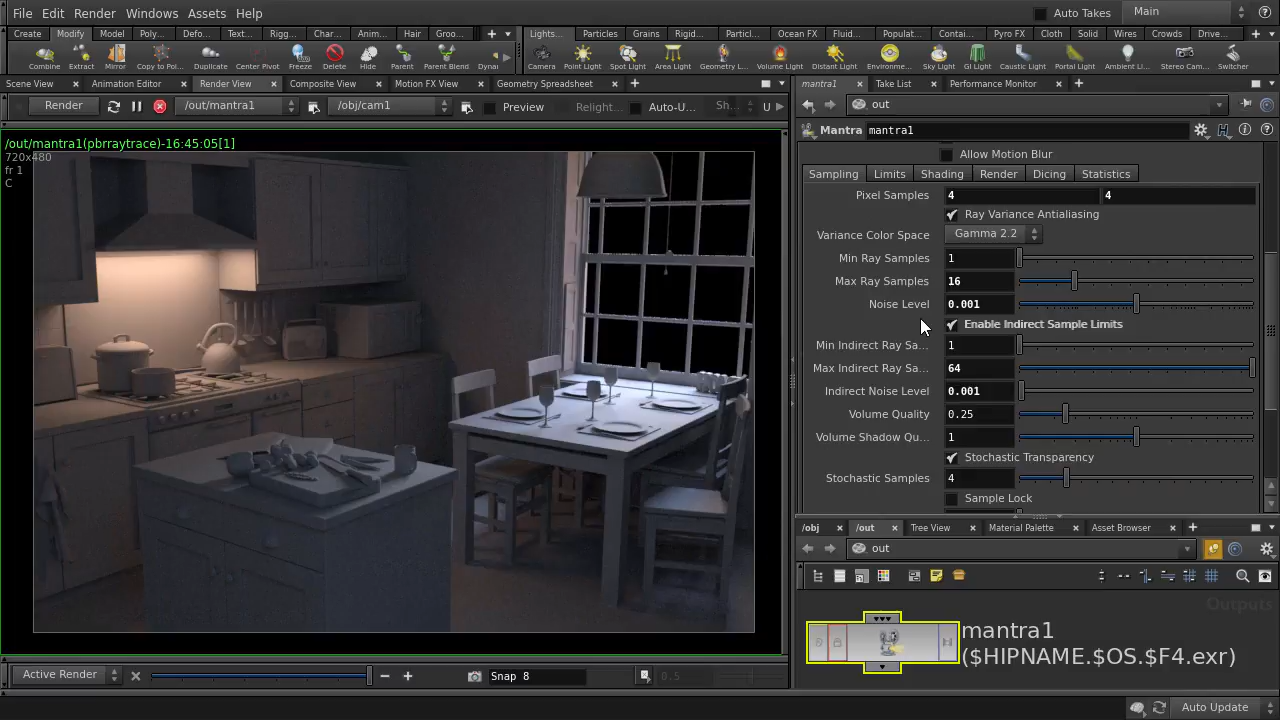 File Edit Render Windows Assets Help Auto Takes Main
Create Modify Model Poly... Defo... Text... Rigg... Char... Anim... Hair Groo... Lights... Particles Grains Rigid... Particl... Ocean FX Fluid... Populat... Contai... Pyro FX Cloth Solid Wires Crowds Drive...
Combine Extract Mirror Copy to Pol... Duplicate Center Pivot Freeze Delete Hide Parent Parent Blend Dyna Camera Point Light Spot Light Area Light Geometry L... Volume Light Distant Light Environme... Sky Light GI Light Caustic Light Portal Light Ambient Li... Stereo Cam... Switcher
Scene View Animation Editor Render View Composite View Motion FX View Geometry Spreadsheet mantra1 Take List Performance Monitor
Render /out/mantra1 /obj/cam1 Preview Relight... Auto-U... Sh... U out
Mantra mantra1
/out/mantra1(pbrraytrace)-16:45:05[1]
720x480
fr 1
C
Allow Motion Blur
Sampling Limits Shading Render Dicing Statistics
Pixel Samples 4 4
Ray Variance Antialiasing
Variance Color Space Gamma 2.2
Min Ray Samples 1
Max Ray Samples 16
Noise Level 0.001
Enable Indirect Sample Limits
Min Indirect Ray Sa... 1
Max Indirect Ray Sa... 64
Indirect Noise Level 0.001
Volume Quality 0.25
Volume Shadow Qu... 1
Stochastic Transparency
Stochastic Samples 4
Sample Lock
/obj /out Tree View Material Palette Asset Browser
out
Outputs
mantra1
($HIPNAME.$OS.$F4.exr)
Active Render Snap 8 0.5
Auto Update